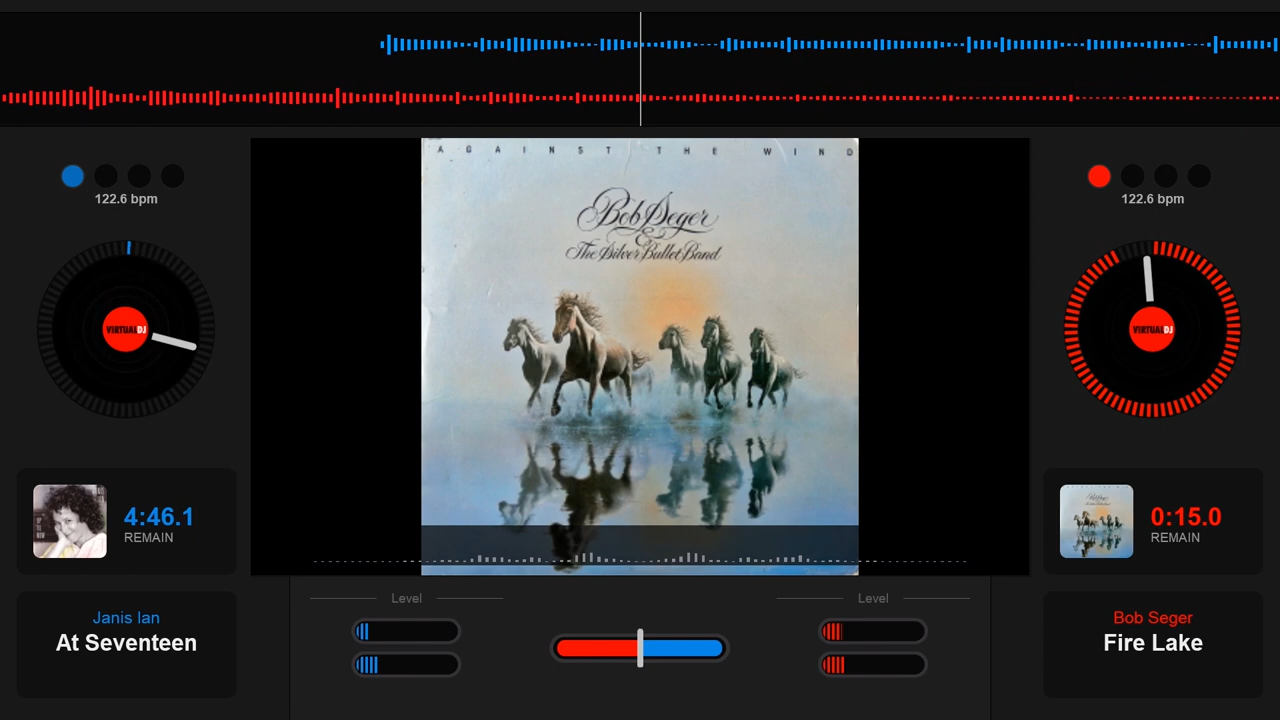 AGAINST THE WIND
Bob Seger
&
The Silver Bullet Band
122.6 bpm
122.6 bpm
VIRTUALDJ
VIRTUALDJ
4:46.1
REMAIN
0:15.0
REMAIN
Level
Level
Janis Ian
At Seventeen
Bob Seger
Fire Lake